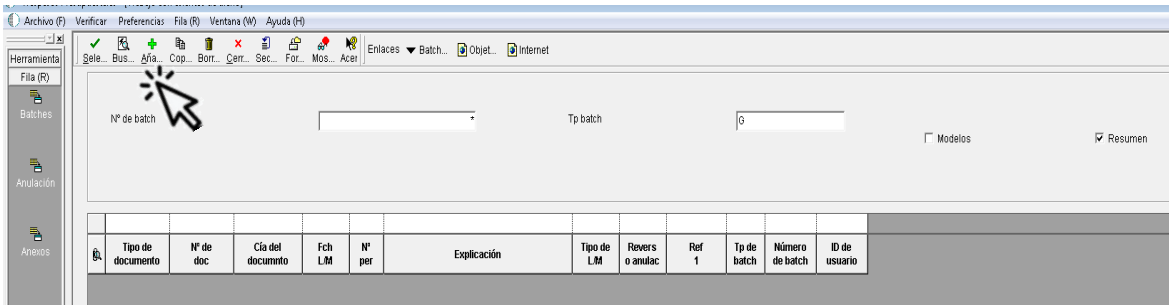 Archivo (F) Verificar Preferencias Fila (R) Ventana (W) Ayuda (H)
Herramienta
Fila (R)
Batches
Anulación
Anexos
Sele... Bus... Aña... Cop... Borr... Cerr... Sec... For... Mos... Acer Enlaces Batch... Objet... Internet
Nº de batch * Tp batch G
Modelos Resumen
Tipo de documento Nº de doc Cía del documnto Fch L/M Nº per Explicación Tipo de L/M Revers o anulac Ref 1 Tp de batch Número de batch ID de usuario